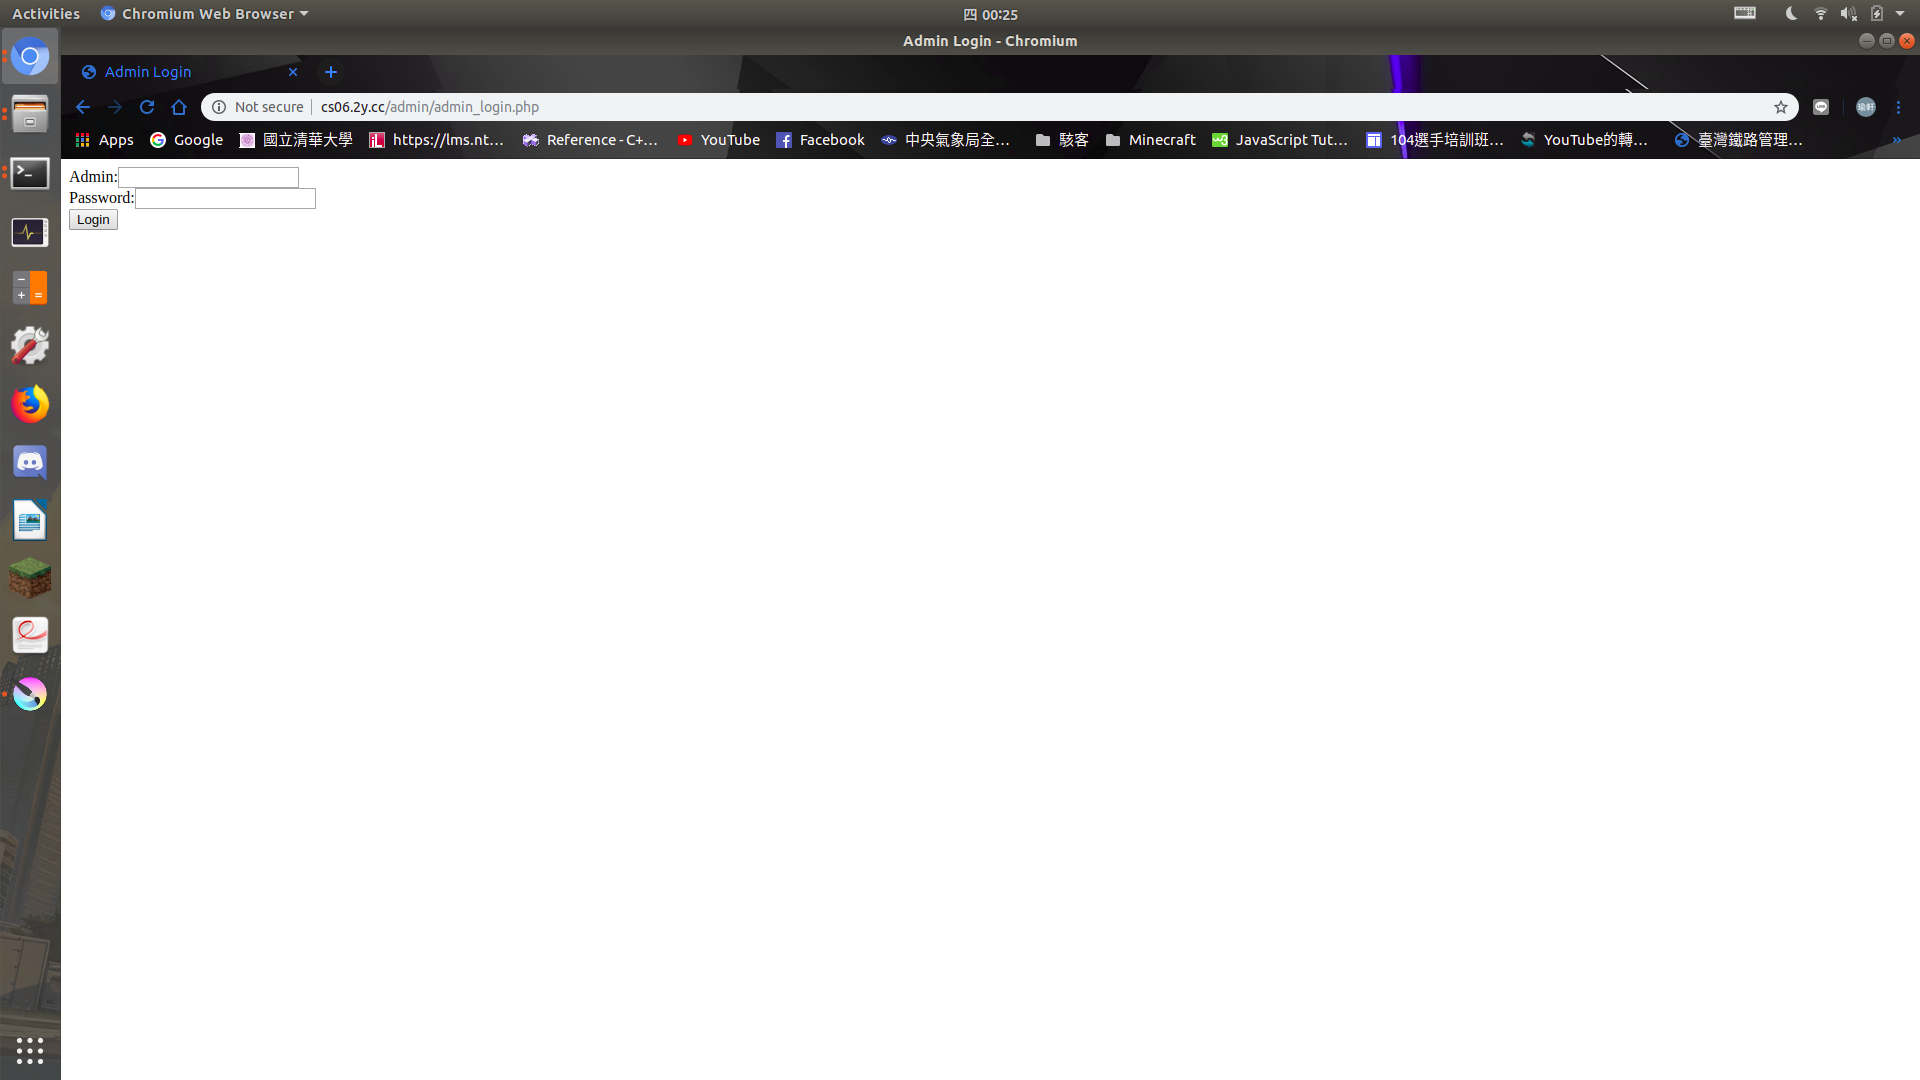 Activities
Chromium Web Browser
四 00:25
Admin Login - Chromium
Admin Login
Not secure
cs06.2y.cc/admin/admin_login.php
Apps
Google
國立清華大學
https://lms.nt...
Reference - C+...
YouTube
Facebook
中央氣象局全...
駭客
Minecraft
JavaScript Tut...
104選手培訓班...
YouTube的轉...
臺灣鐵路管理...
»
Admin:
Password:
Login